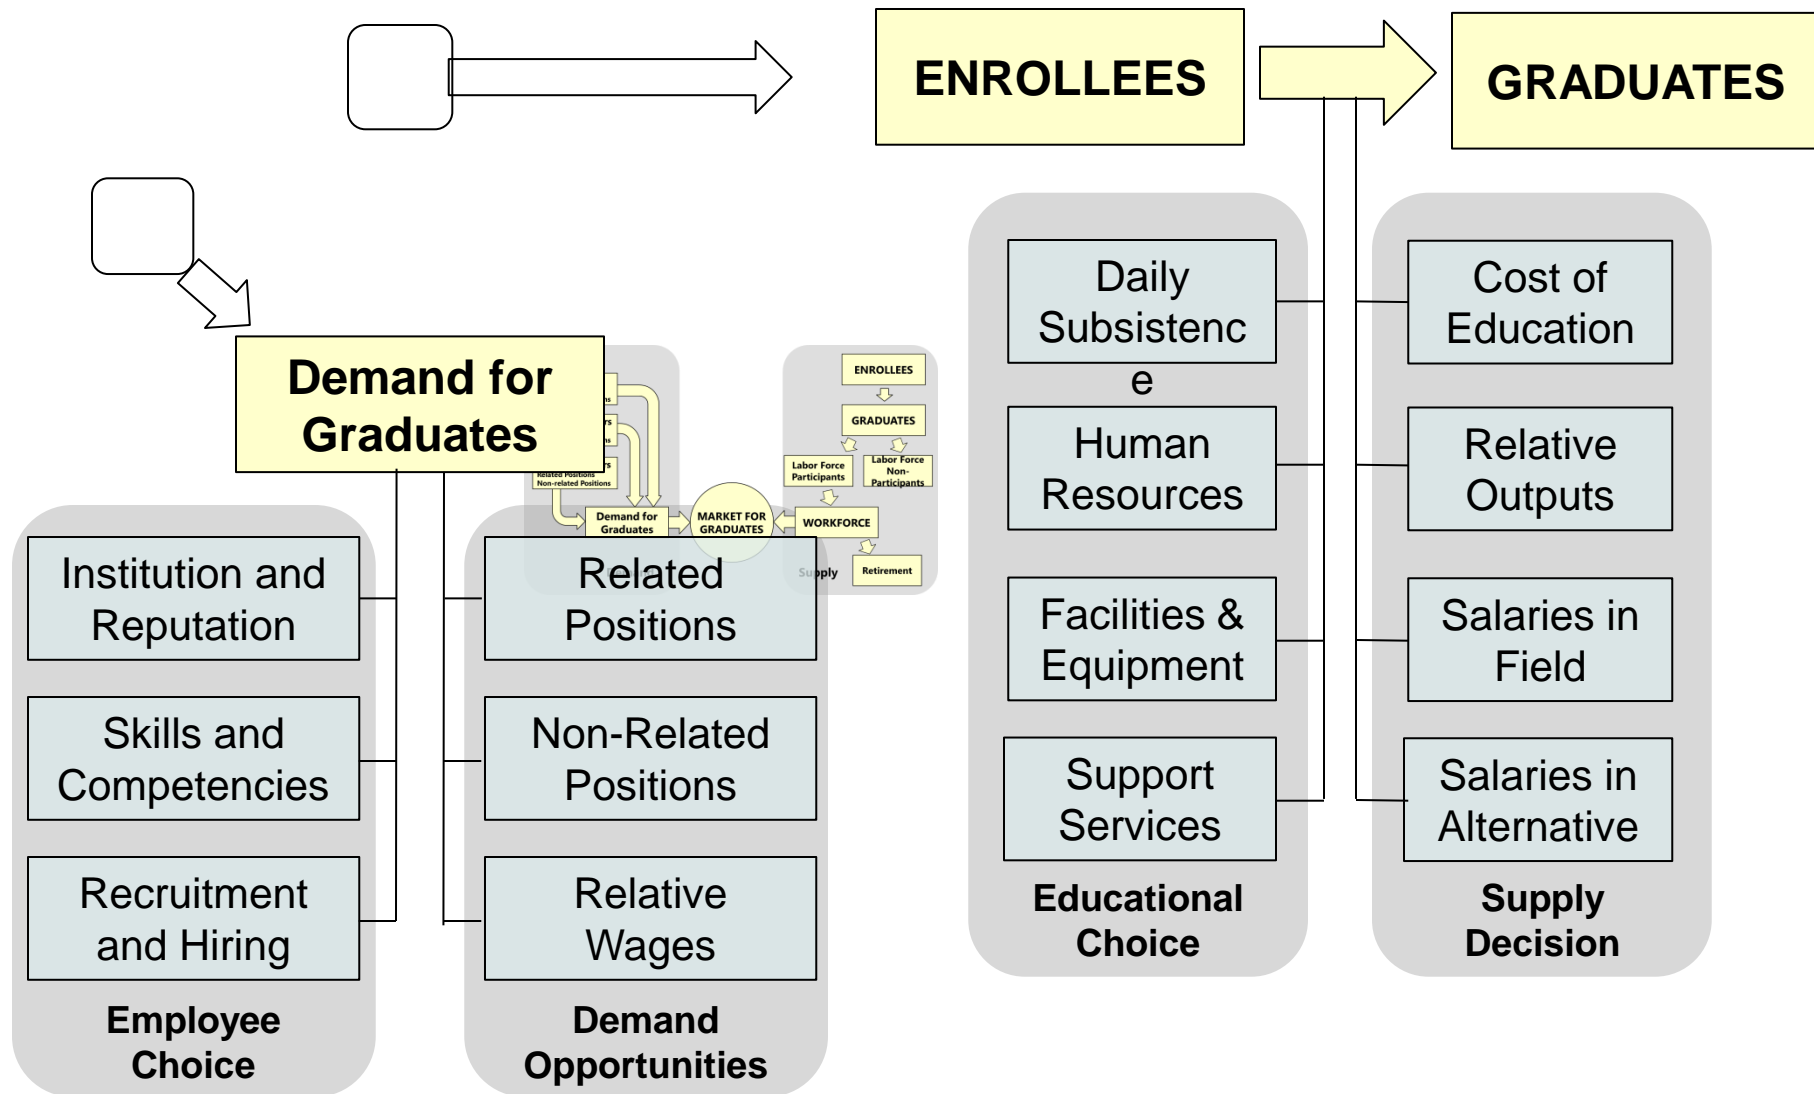 ENROLLEES
GRADUATES
Demand for
Graduates
Institution and
Reputation
Skills and
Competencies
Recruitment
and Hiring
Employee
Choice
Related
Positions
Non-Related
Positions
Relative
Wages
Demand
Opportunities
Related Positions
Non-related Positions
Demand for
Graduates
MARKET FOR
GRADUATES
ENROLLEES
GRADUATES
Labor Force
Participants
Labor Force
Non-
Participants
WORKFORCE
Retirement
Supply
Daily
Subsistenc
e
Human
Resources
Facilities &
Equipment
Support
Services
Educational
Choice
Cost of
Education
Relative
Outputs
Salaries in
Field
Salaries in
Alternative
Supply
Decision